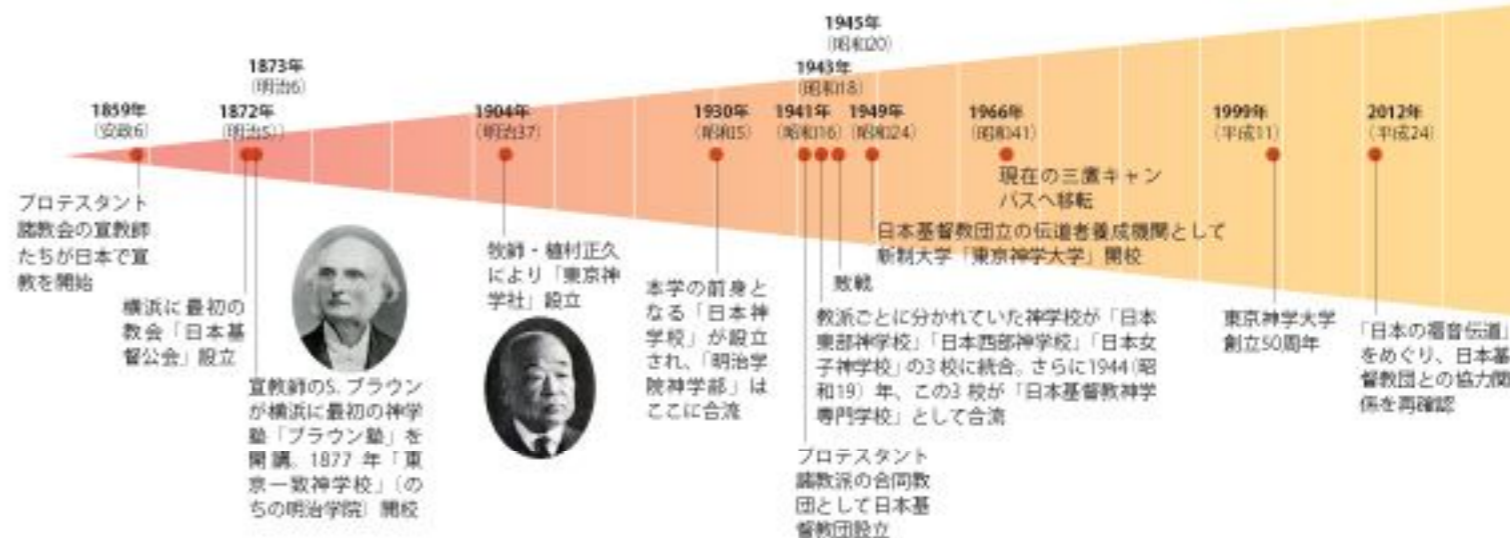 1859年
(安政6)
プロテスタント
諸教会の宣教師
たちが日本で宣
教を開始
1872年
(明治5)
横浜に最初の
教会「日本基
督公会」設立
1873年
(明治6)
宣教師のS. ブラウン
が横浜に最初の神学
塾「ブラウン塾」を
開講。1877 年「東
京一致神学校」(の
ちの明治学院) 開校
1904年
(明治37)
牧師・植村正久
により「東京神
学社」設立
1930年
(昭和5)
本学の前身と
なる「日本神
学校」が設立
され、「明治学
院神学部」は
ここに合流
1941年
(昭和16)
プロテスタント
諸教派の合同教
団として日本基
督教団設立
1943年
(昭和18)
教派ごとに分かれていた神学校が「日本
東部神学校」「日本西部神学校」「日本女
子神学校」の3 校に統合。さらに1944(昭
和19) 年、この3 校が「日本基督教神学
専門学校」として合流
1945年
(昭和20)
敗戦
1949年
(昭和24)
日本基督教団立の伝道者養成機関として
新制大学「東京神学大学」開校
1966年
(昭和41)
現在の三鷹キャン
パスへ移転
1999年
(平成11)
東京神学大学
創立50周年
2012年
(平成24)
「日本の福音伝道」
をめぐり、日本基
督教団との協力関
係を再確認